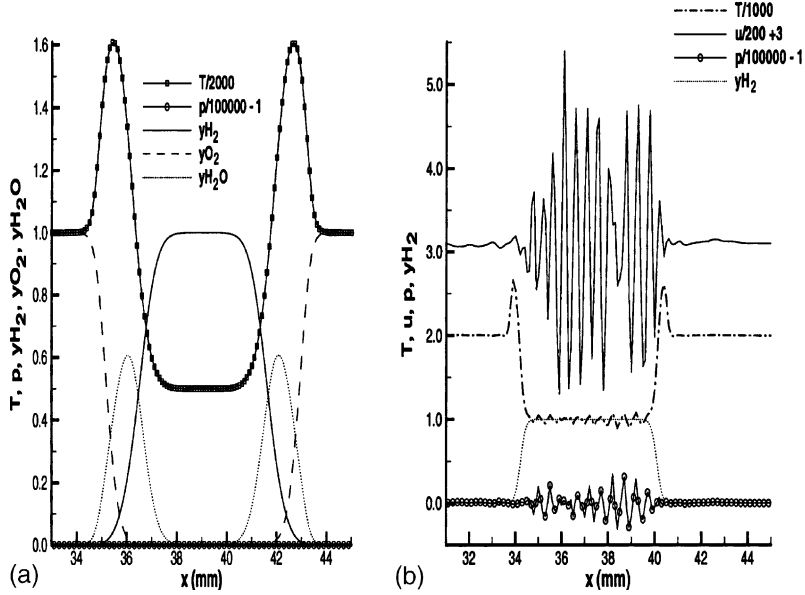 T/2000
p/100000 - 1
yH2
yO2
yH2O
1.6
1.4
1.2
1.0
0.8
0.6
0.4
0.2
0.0
T, p, yH2, yO2, yH2O
36 38 40 42 44
x (mm)
(a)
T/1000
u/200 +3
p/100000 - 1
yH2
5.0
4.0
3.0
2.0
1.0
0.0
T, u, p, yH2
32 34 36 38 40 42 44
x (mm)
(b)